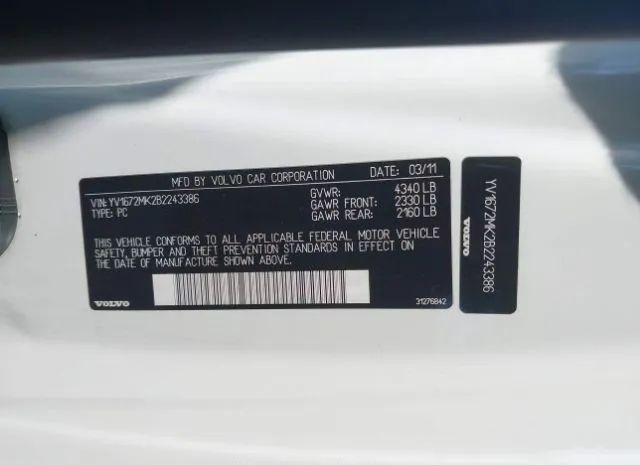 MFD BY VOLVO CAR CORPORATION DATE: 03/11
VIN: YV1672MK2B2243386
TYPE: PC
GVWR: 4340 LB
GAWR FRONT: 2330 LB
GAWR REAR: 2160 LB
THIS VEHICLE CONFORMS TO ALL APPLICABLE FEDERAL MOTOR VEHICLE
SAFETY, BUMPER AND THEFT PREVENTION STANDARDS IN EFFECT ON
THE DATE OF MANUFACTURE SHOWN ABOVE.
VOLVO
31276842
YV1672MK2B2243386
VOLVO